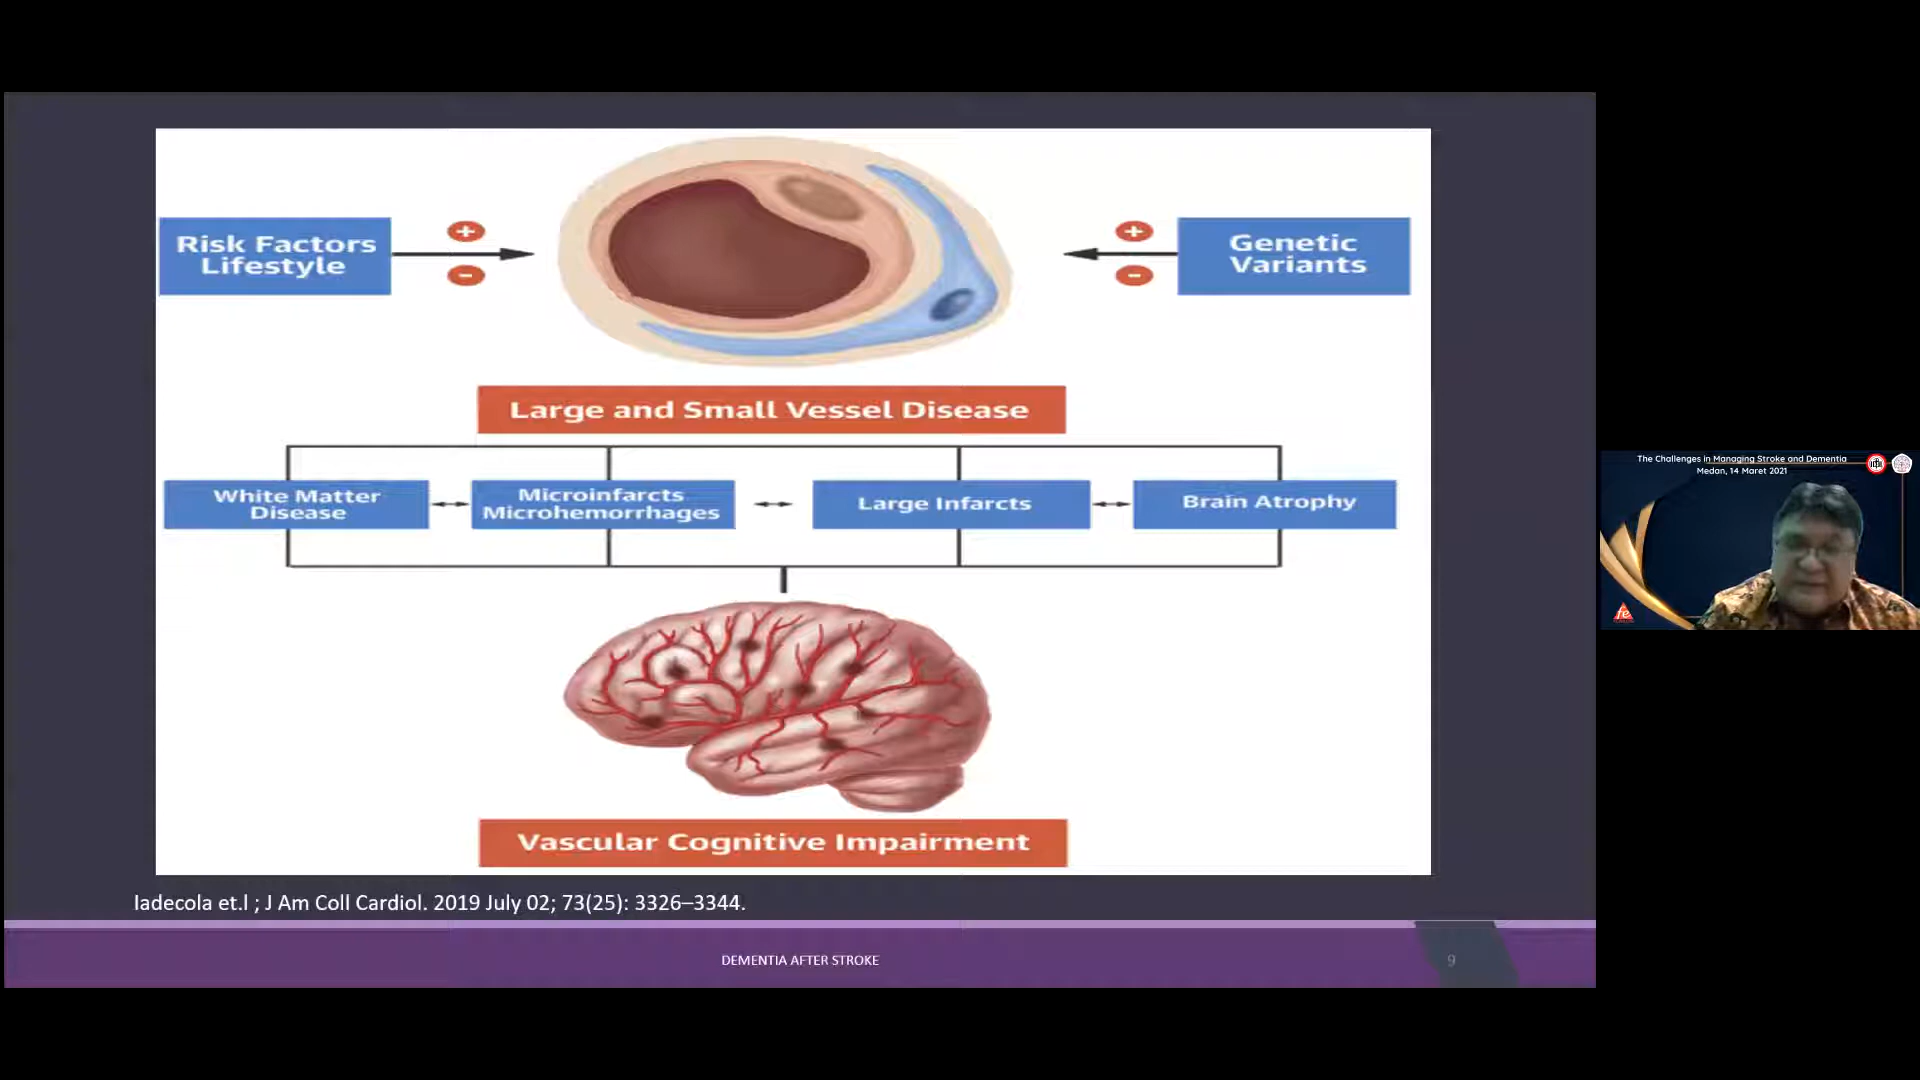 Risk Factors
Lifestyle
+
−
+
−
Genetic
Variants
Large and Small Vessel Disease
White Matter
Disease
Microinfarcts
Microhemorrhages
Large Infarcts
Brain Atrophy
Vascular Cognitive Impairment
Iadecola et.l ; J Am Coll Cardiol. 2019 July 02; 73(25): 3326–3344.
DEMENTIA AFTER STROKE
9
The Challenges in Managing Stroke and Dementia
Medan, 14 Maret 2021
fe